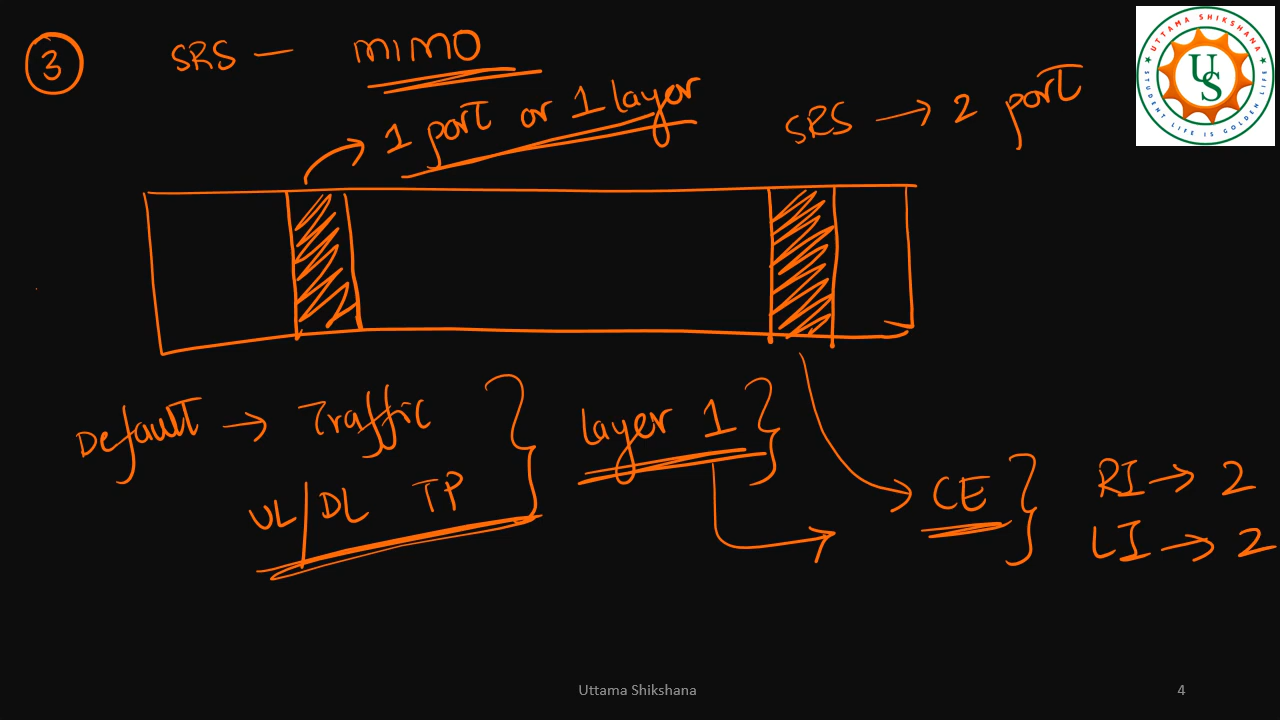 3 SRS — MIMO
1 port or 1 layer
SRS → 2 port
UTTAMA SHIKSHANA
US
STUDENT LIFE IS GOLDEN LIFE
Default → Traffic
UL/DL TP
layer 1
CE
RI → 2
LI → 2
Uttama Shikshana
4